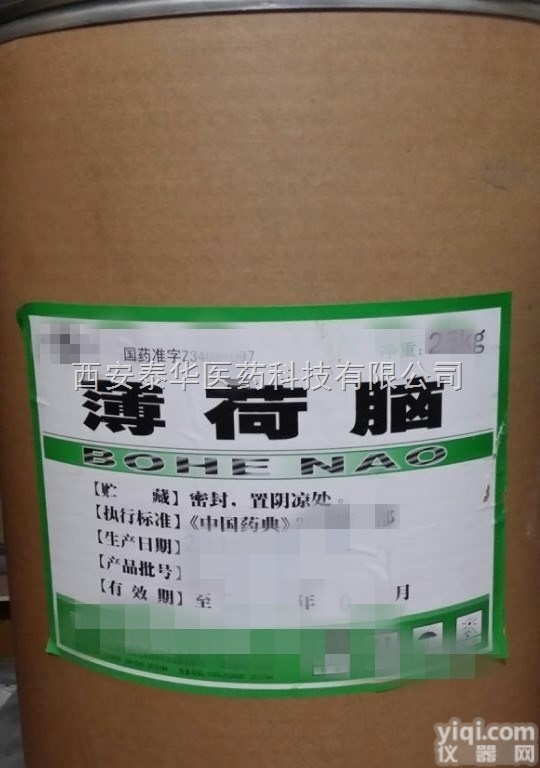 国药准字Z34
净重: 25kg
西安泰华医药科技有限公司
薄荷脑
BOHE NAO
【贮 藏】密封，置阴凉处。
【执行标准】《中国药典》2 部
【生产日期】
【产品批号】
【有 效 期】至 年 月
yiqi.com
仪器网